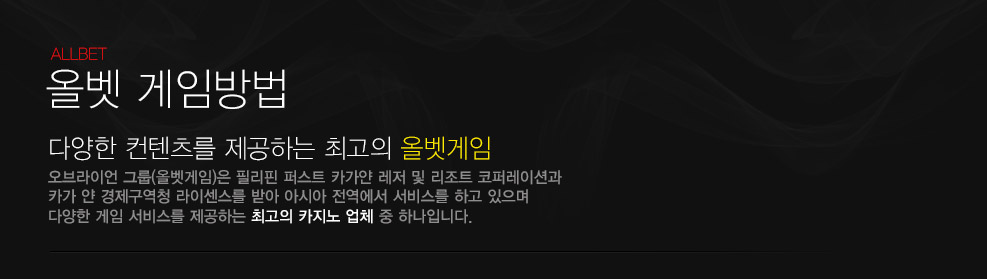 ALLBET
올벳 게임방법
다양한 컨텐츠를 제공하는 최고의 올벳게임
오브라이언 그룹(올벳게임)은 필리핀 퍼스트 카가얀 레저 및 리조트 코퍼레이션과
카가 얀 경제구역청 라이센스를 받아 아시아 전역에서 서비스를 하고 있으며
다양한 게임 서비스를 제공하는 최고의 카지노 업체 중 하나입니다.